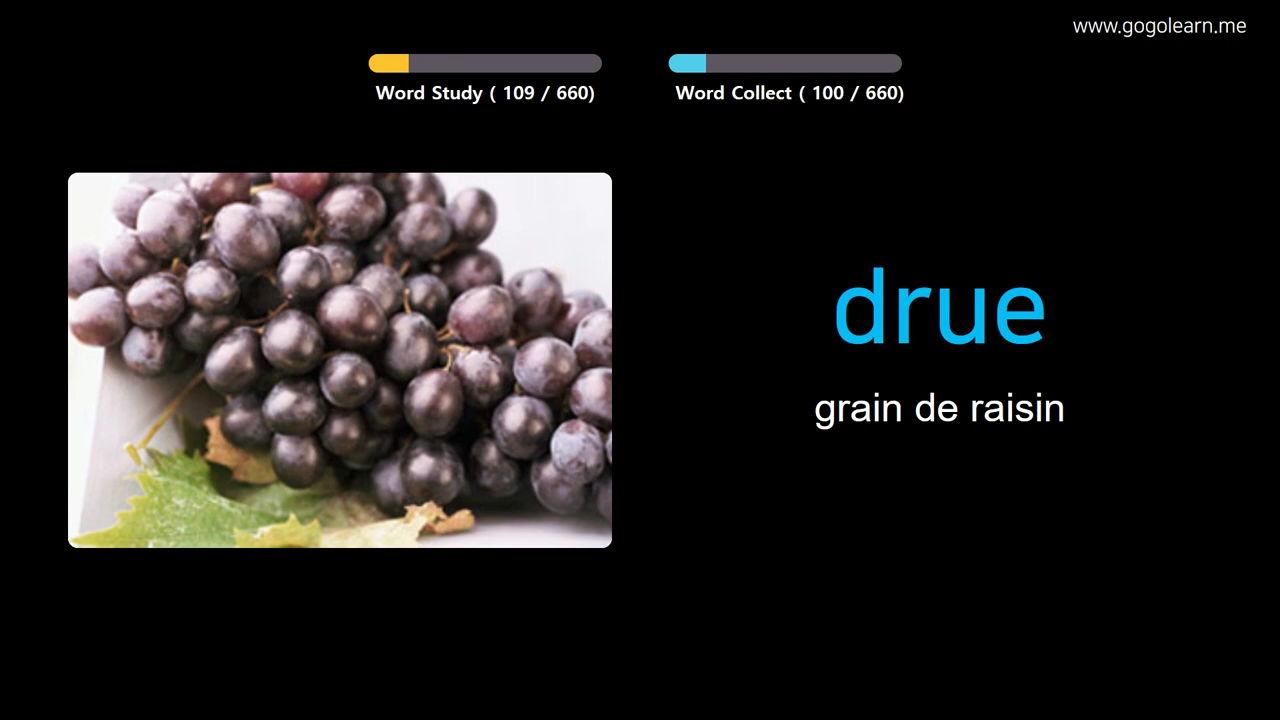 www.gogolearn.me
Word Study ( 109 / 660)
Word Collect ( 100 / 660)
drue
grain de raisin